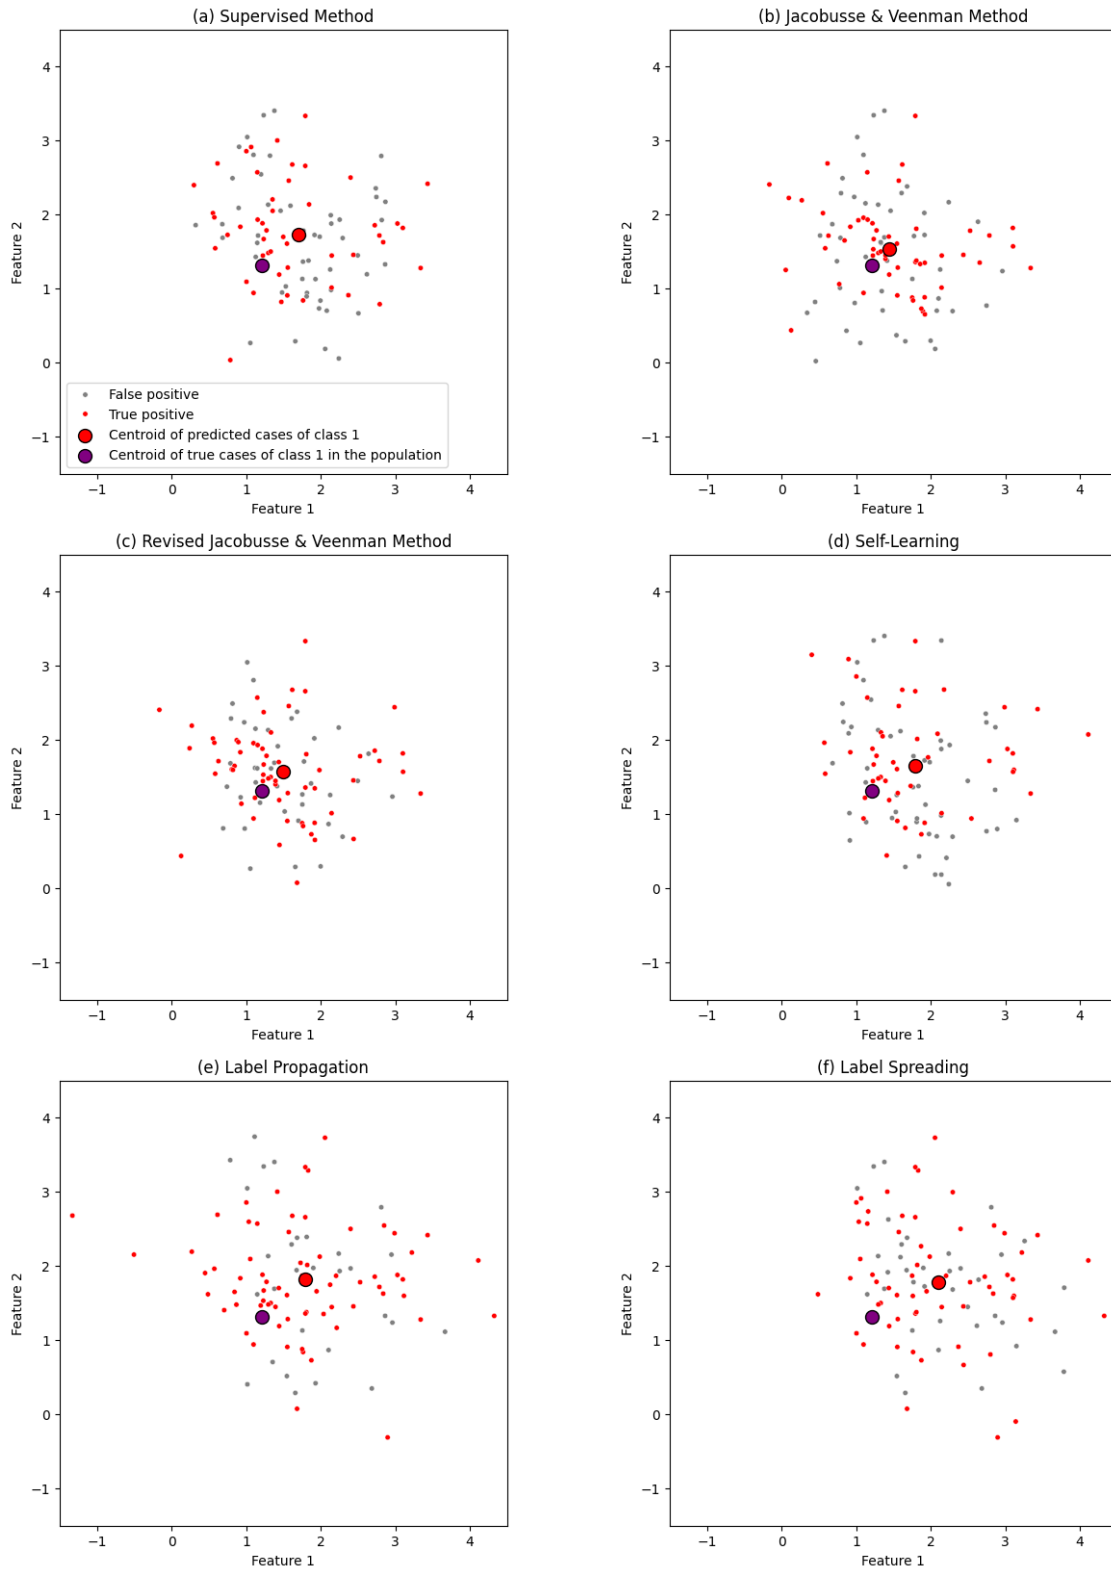 (a) Supervised Method
4
3
2
1
0
−1
Feature 2
False positive
True positive
Centroid of predicted cases of class 1
Centroid of true cases of class 1 in the population
−1 0 1 2 3 4
Feature 1
(b) Jacobusse & Veenman Method
4
3
2
1
0
−1
Feature 2
−1 0 1 2 3 4
Feature 1
(c) Revised Jacobusse & Veenman Method
4
3
2
1
0
−1
Feature 2
−1 0 1 2 3 4
Feature 1
(d) Self-Learning
4
3
2
1
0
−1
Feature 2
−1 0 1 2 3 4
Feature 1
(e) Label Propagation
4
3
2
1
0
−1
Feature 2
−1 0 1 2 3 4
Feature 1
(f) Label Spreading
4
3
2
1
0
−1
Feature 2
−1 0 1 2 3 4
Feature 1